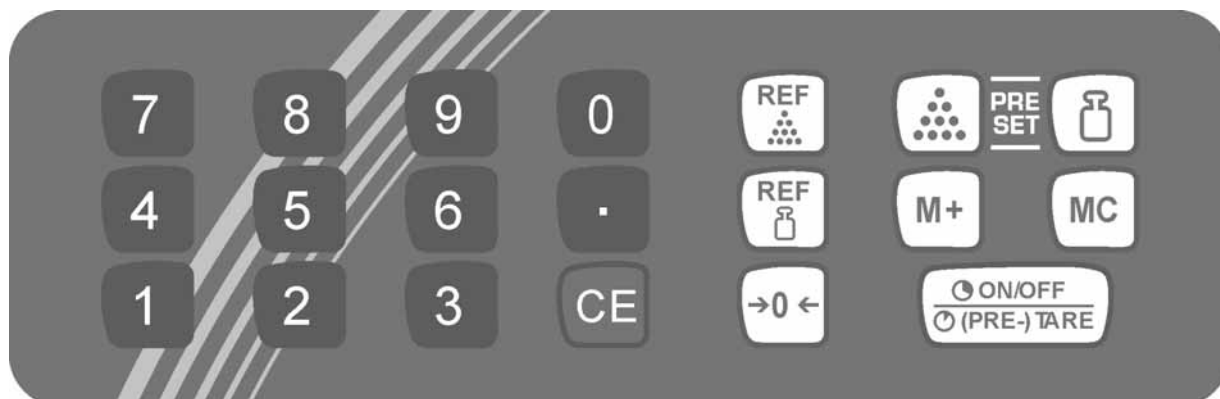 7 8 9 0 REF PRE
SET
4 5 6 . REF M+ MC
1 2 3 CE →0← ON/OFF
(PRE-) TARE